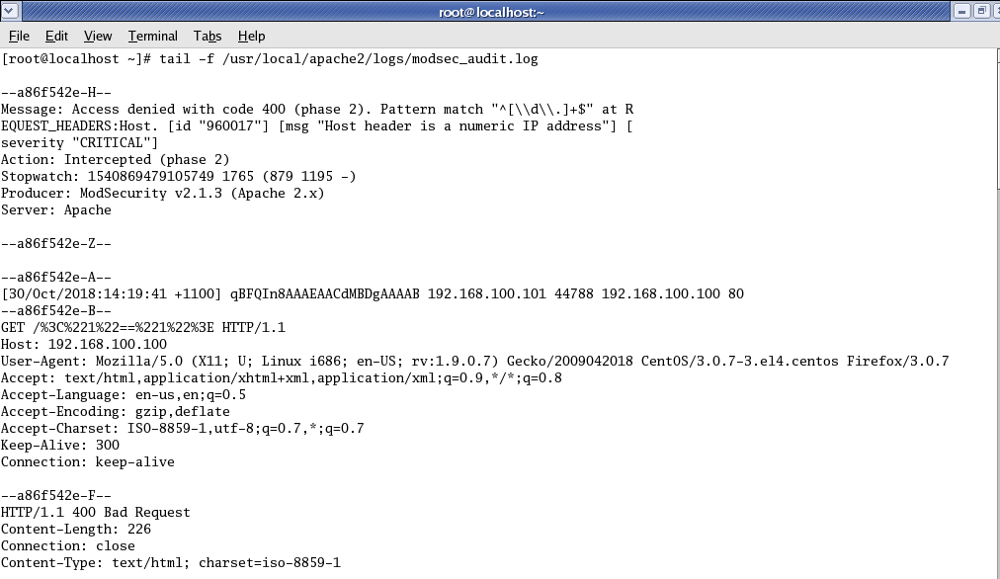 root@localhost:~
File Edit View Terminal Tabs Help
[root@localhost ~]# tail -f /usr/local/apache2/logs/modsec_audit.log
--a86f542e-H--
Message: Access denied with code 400 (phase 2). Pattern match "^[\\d\\.]+$" at R
EQUEST_HEADERS:Host. [id "960017"] [msg "Host header is a numeric IP address"] [
severity "CRITICAL"]
Action: Intercepted (phase 2)
Stopwatch: 1540869479105749 1765 (879 1195 -)
Producer: ModSecurity v2.1.3 (Apache 2.x)
Server: Apache
--a86f542e-Z--
--a86f542e-A--
[30/Oct/2018:14:19:41 +1100] qBFQIn8AAAEAACdMBDgAAAAB 192.168.100.101 44788 192.168.100.100 80
--a86f542e-B--
GET /%3C%221%22==%221%22%3E HTTP/1.1
Host: 192.168.100.100
User-Agent: Mozilla/5.0 (X11; U; Linux i686; en-US; rv:1.9.0.7) Gecko/2009042018 CentOS/3.0.7-3.el4.centos Firefox/3.0.7
Accept: text/html,application/xhtml+xml,application/xml;q=0.9,*/*;q=0.8
Accept-Language: en-us,en;q=0.5
Accept-Encoding: gzip,deflate
Accept-Charset: ISO-8859-1,utf-8;q=0.7,*;q=0.7
Keep-Alive: 300
Connection: keep-alive
--a86f542e-F--
HTTP/1.1 400 Bad Request
Content-Length: 226
Connection: close
Content-Type: text/html; charset=iso-8859-1